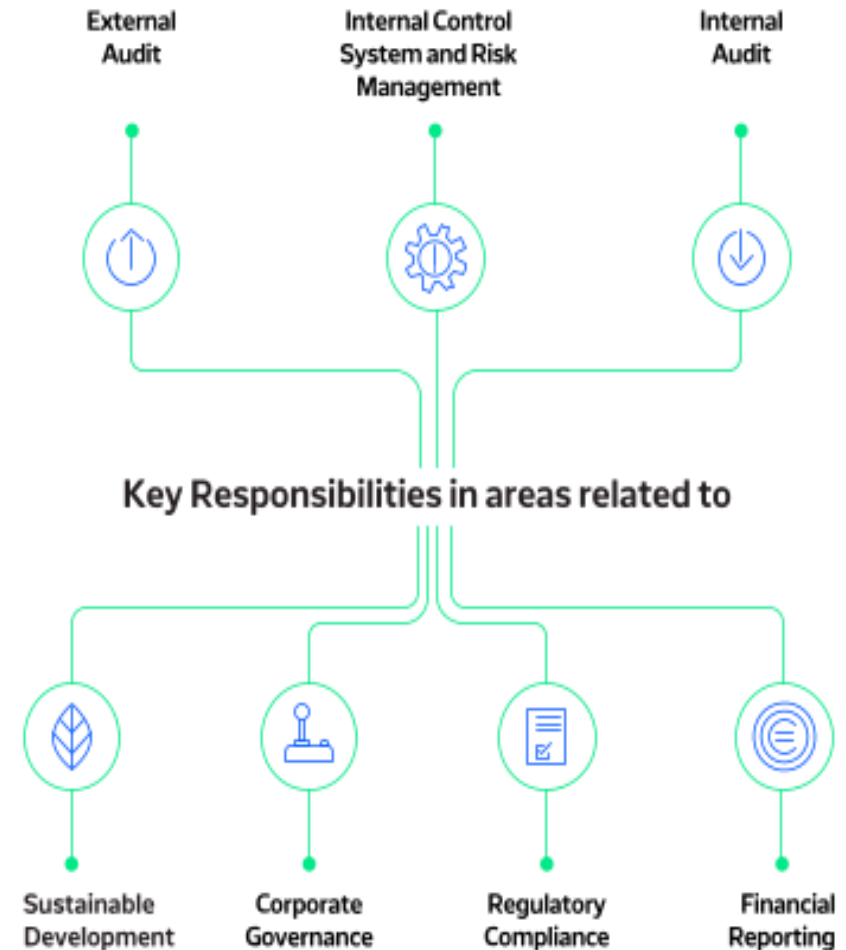 External
Audit
Internal Control
System and Risk
Management
Internal
Audit
Key Responsibilities in areas related to
Sustainable
Development
Corporate
Governance
Regulatory
Compliance
Financial
Reporting